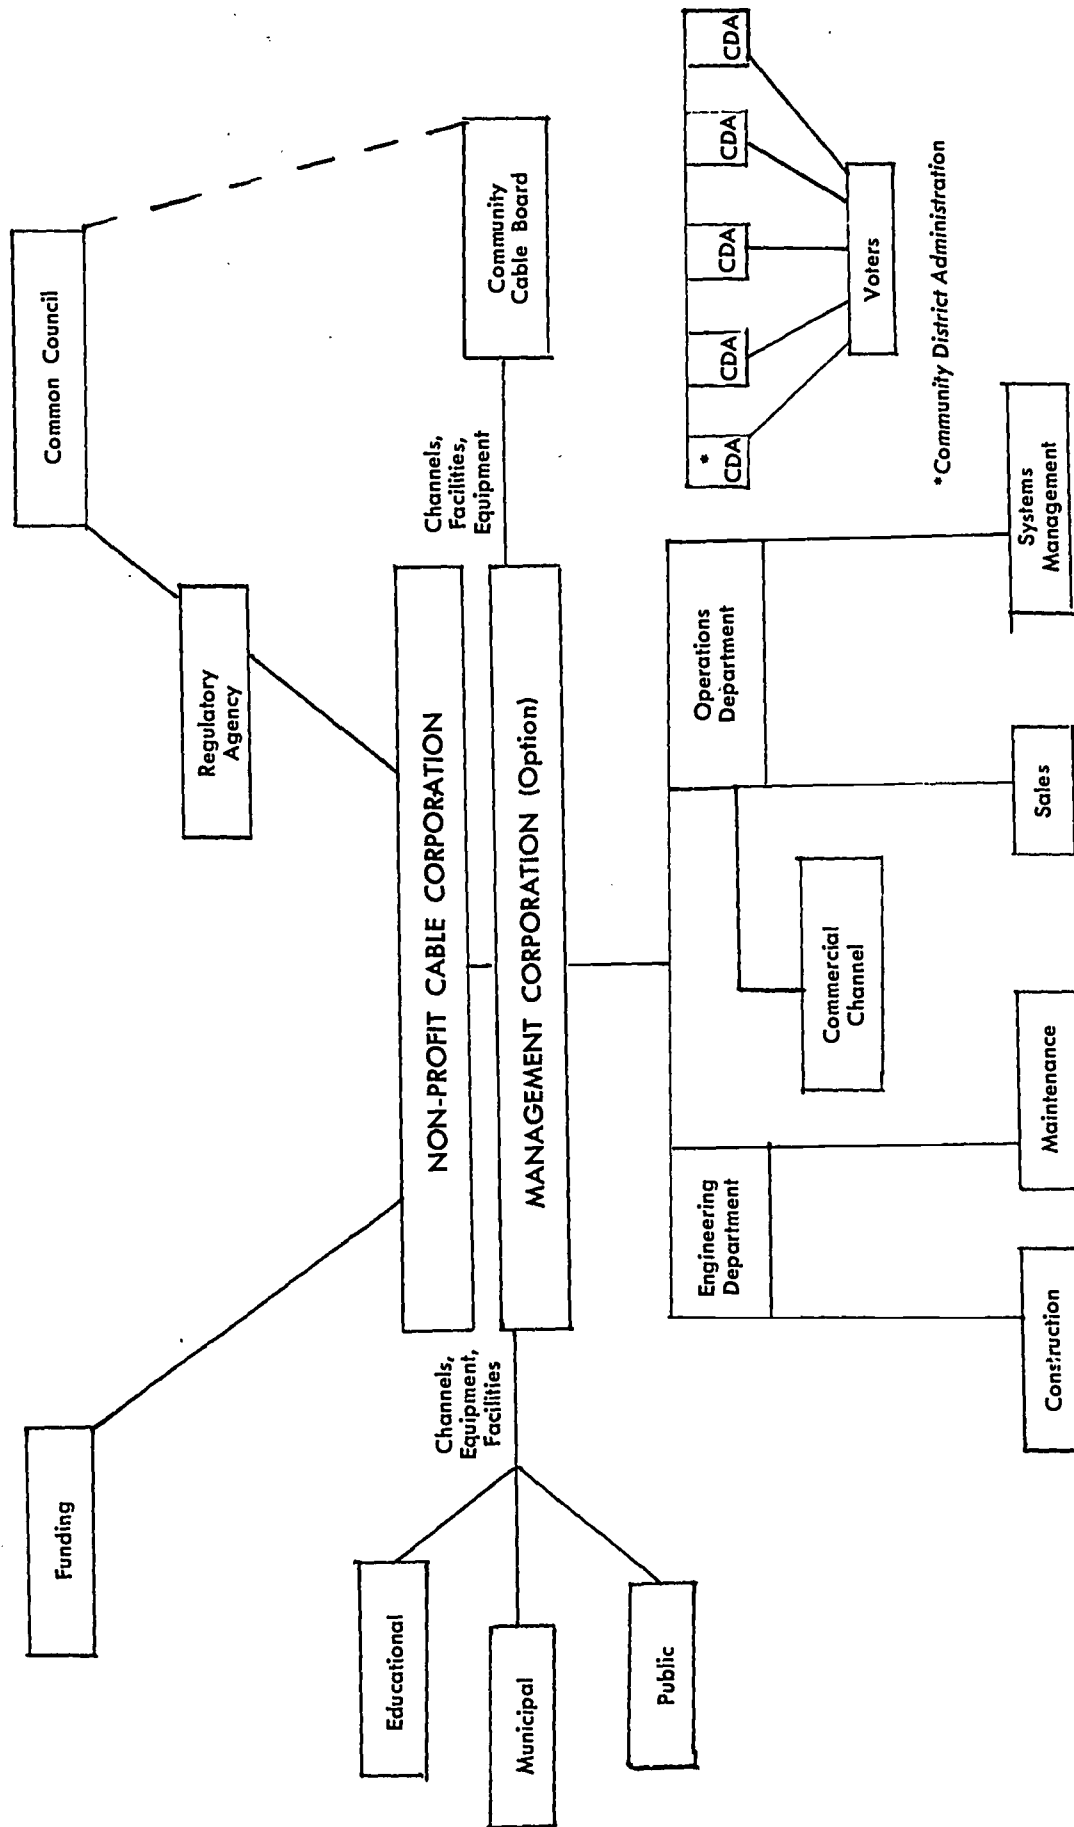 Common Council
Funding
Regulatory
Agency
NON-PROFIT CABLE CORPORATION
Channels,
Facilities,
Equipment
Community
Cable Board
Channels,
Equipment,
Facilities
MANAGEMENT CORPORATION (Option)
Educational
Municipal
Public
Engineering
Department
Operations
Department
Commercial
Channel
*
CDA
CDA
CDA
CDA
CDA
Voters
*Community District Administration
Construction
Maintenance
Sales
Systems
Management